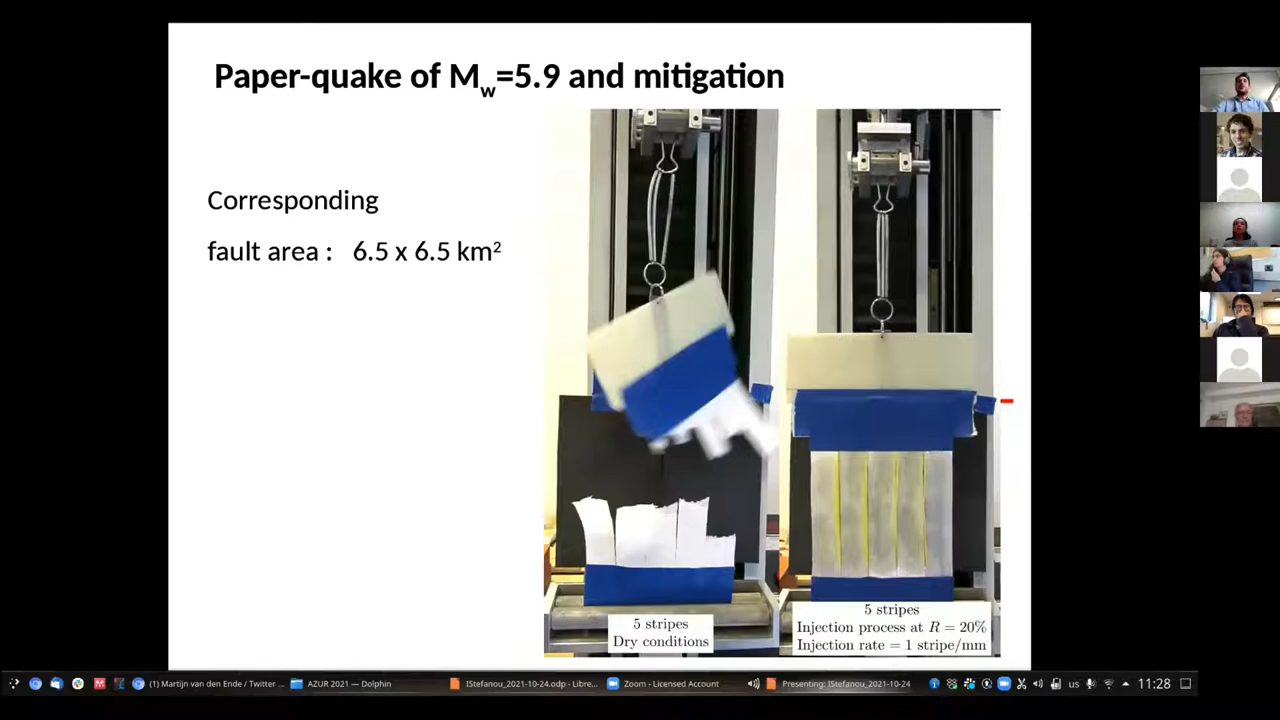 Paper-quake of Mw=5.9 and mitigation
Corresponding
fault area : 6.5 x 6.5 km²
5 stripes
Dry conditions
5 stripes
Injection process at R = 20%
Injection rate = 1 stripe/mm
(1) Martijn van den Ende / Twitter ...
AZUR 2021 — Dolphin
IStefanou_2021-10-24.odp - Libre...
Zoom - Licensed Account
Presenting: IStefanou_2021-10-24
us
11:28